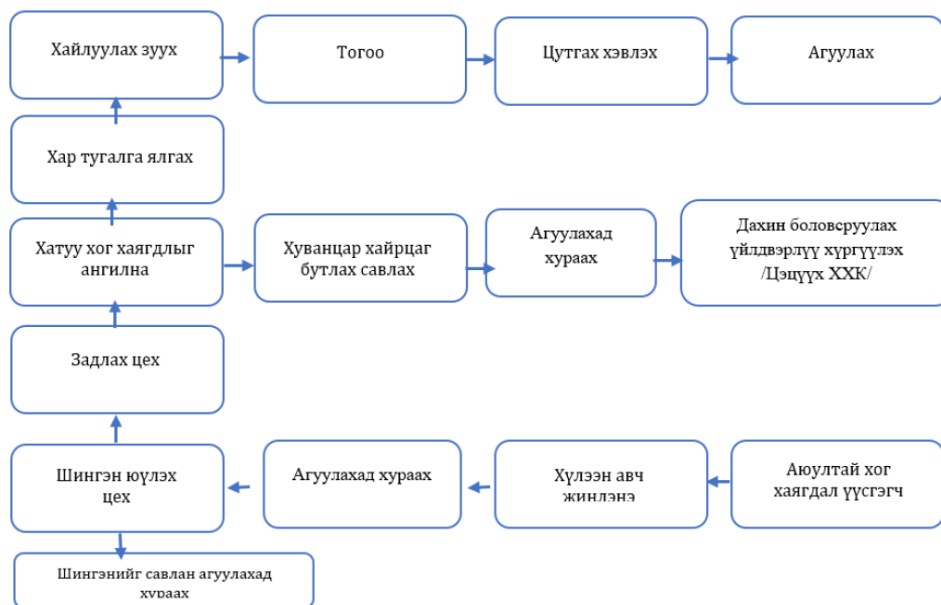 Хайлуулах зуух
Тогоо
Цутгах хэвлэх
Агуулах
Хар тугалга ялгах
Хатуу хог хаягдлыг
ангилна
Хуванцар хайрцаг
бутлах савлах
Агуулахад
хураах
Дахин боловсруулах
үйлдвэрлүү хүргүүлэх
/Цэцүүх ХХК/
Задлах цех
Шингэн юүлэх
цех
Агуулахад хураах
Хүлээн авч
жинлэнэ
Аюултай хог
хаягдал үүсгэгч
Шингэнийг савлан агуулахад
хураах